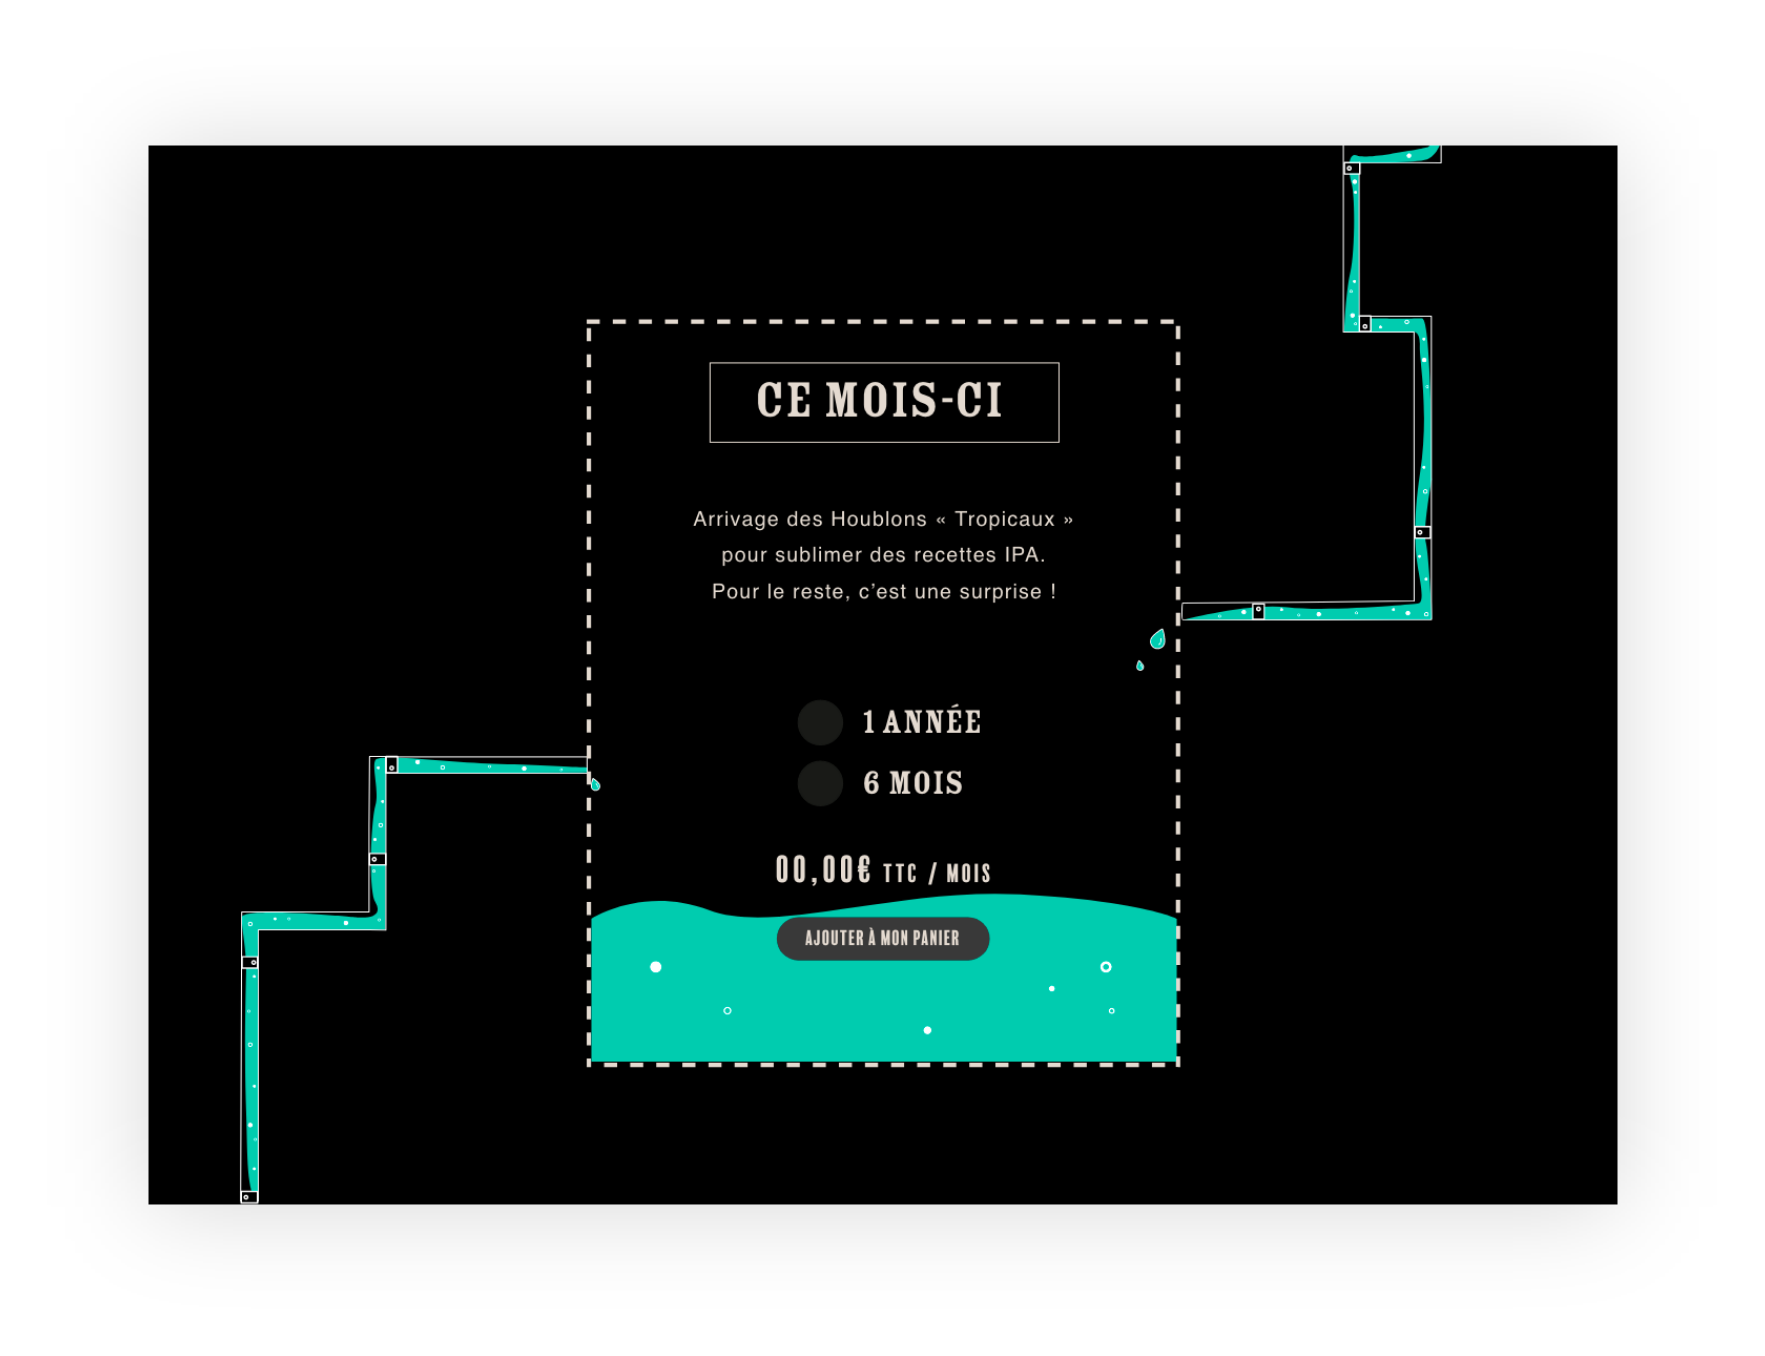 CE MOIS-CI
Arrivage des Houblons « Tropicaux »
pour sublimer des recettes IPA.
Pour le reste, c’est une surprise !
1 ANNÉE
6 MOIS
00,00€ TTC / MOIS
AJOUTER À MON PANIER